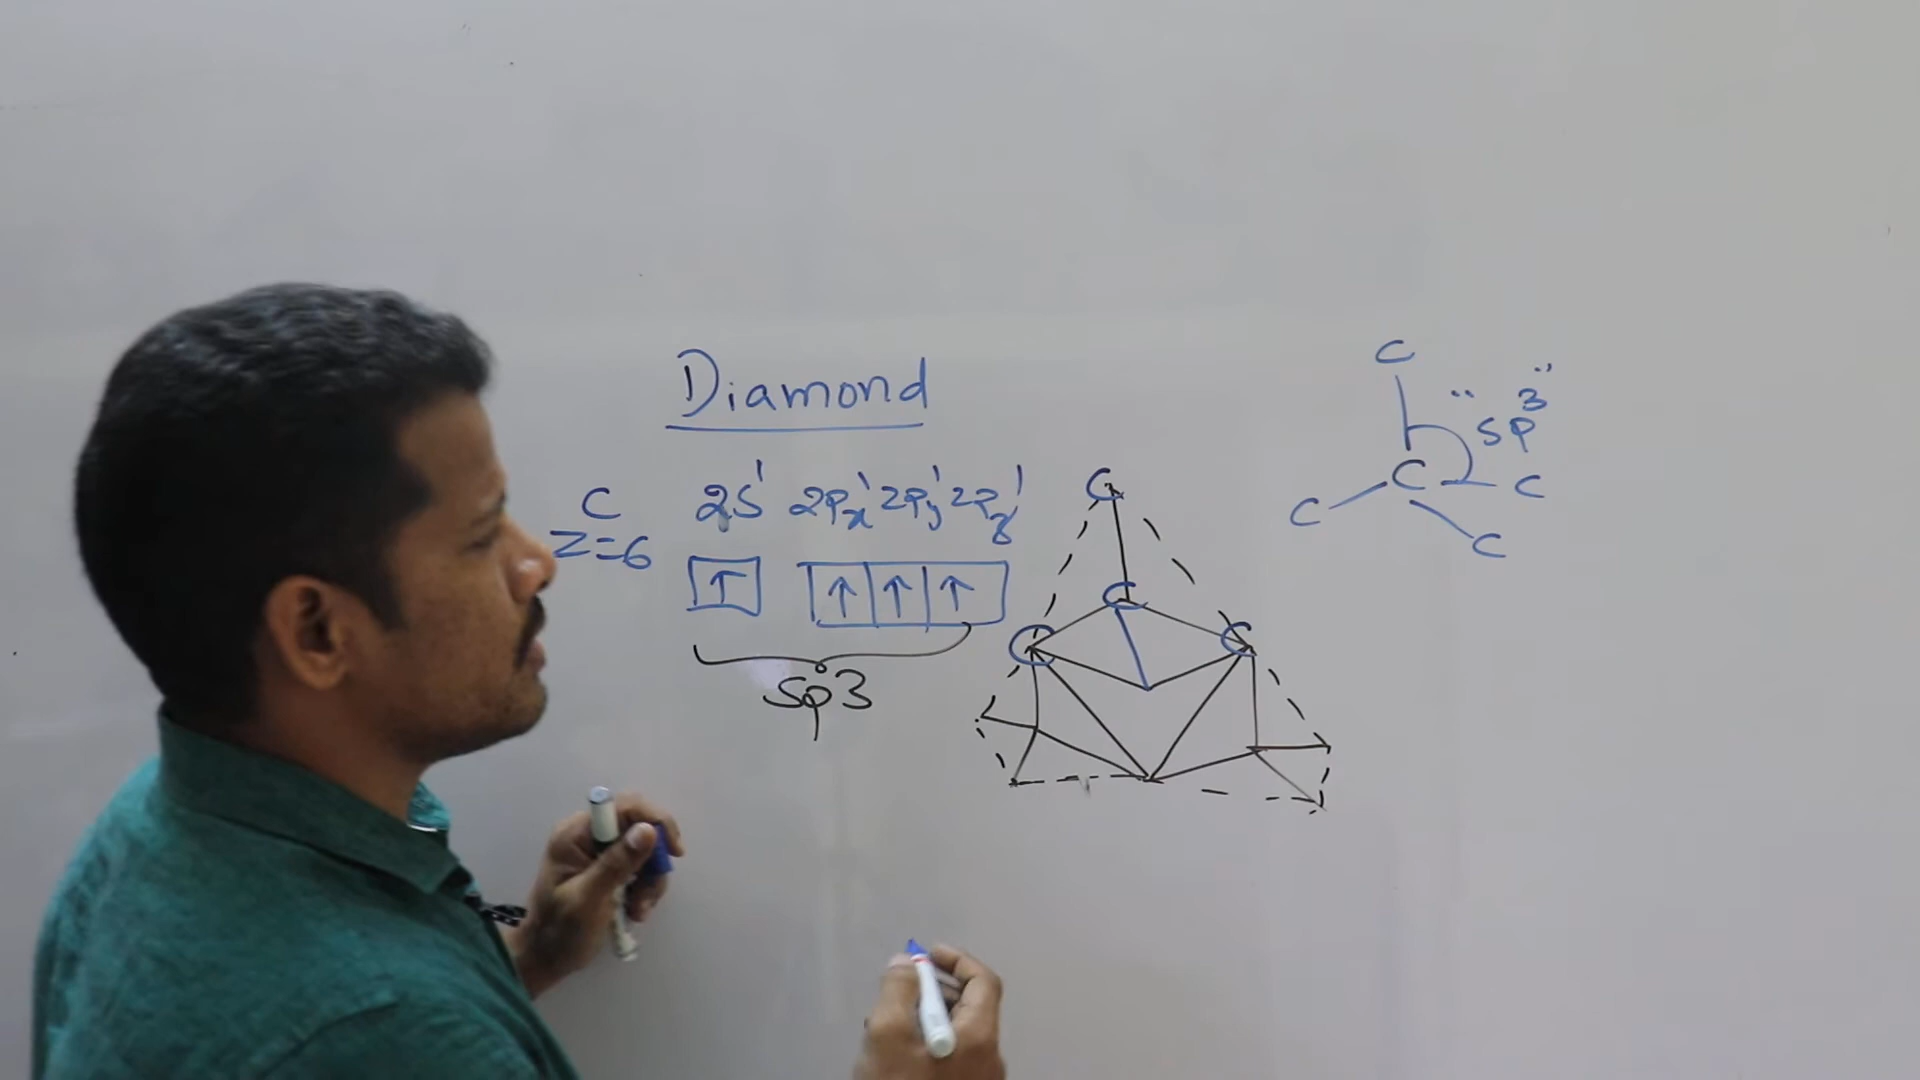 Diamond
C
Z=6
2s¹ 2px¹ 2py¹ 2pz¹
↑ ↑ ↑ ↑
sp3
C
C
C C
C
sp³
C C
C C